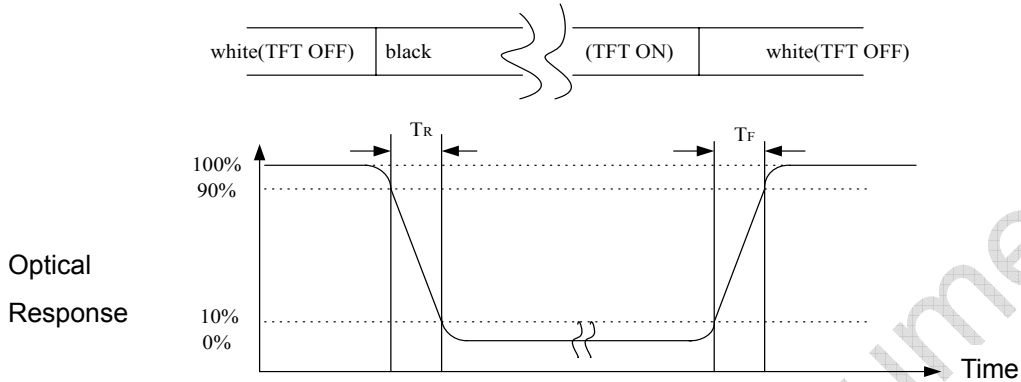 white(TFT OFF) black (TFT ON) white(TFT OFF)
TR TF
100%
90%
Optical
Response
10%
0%
Time